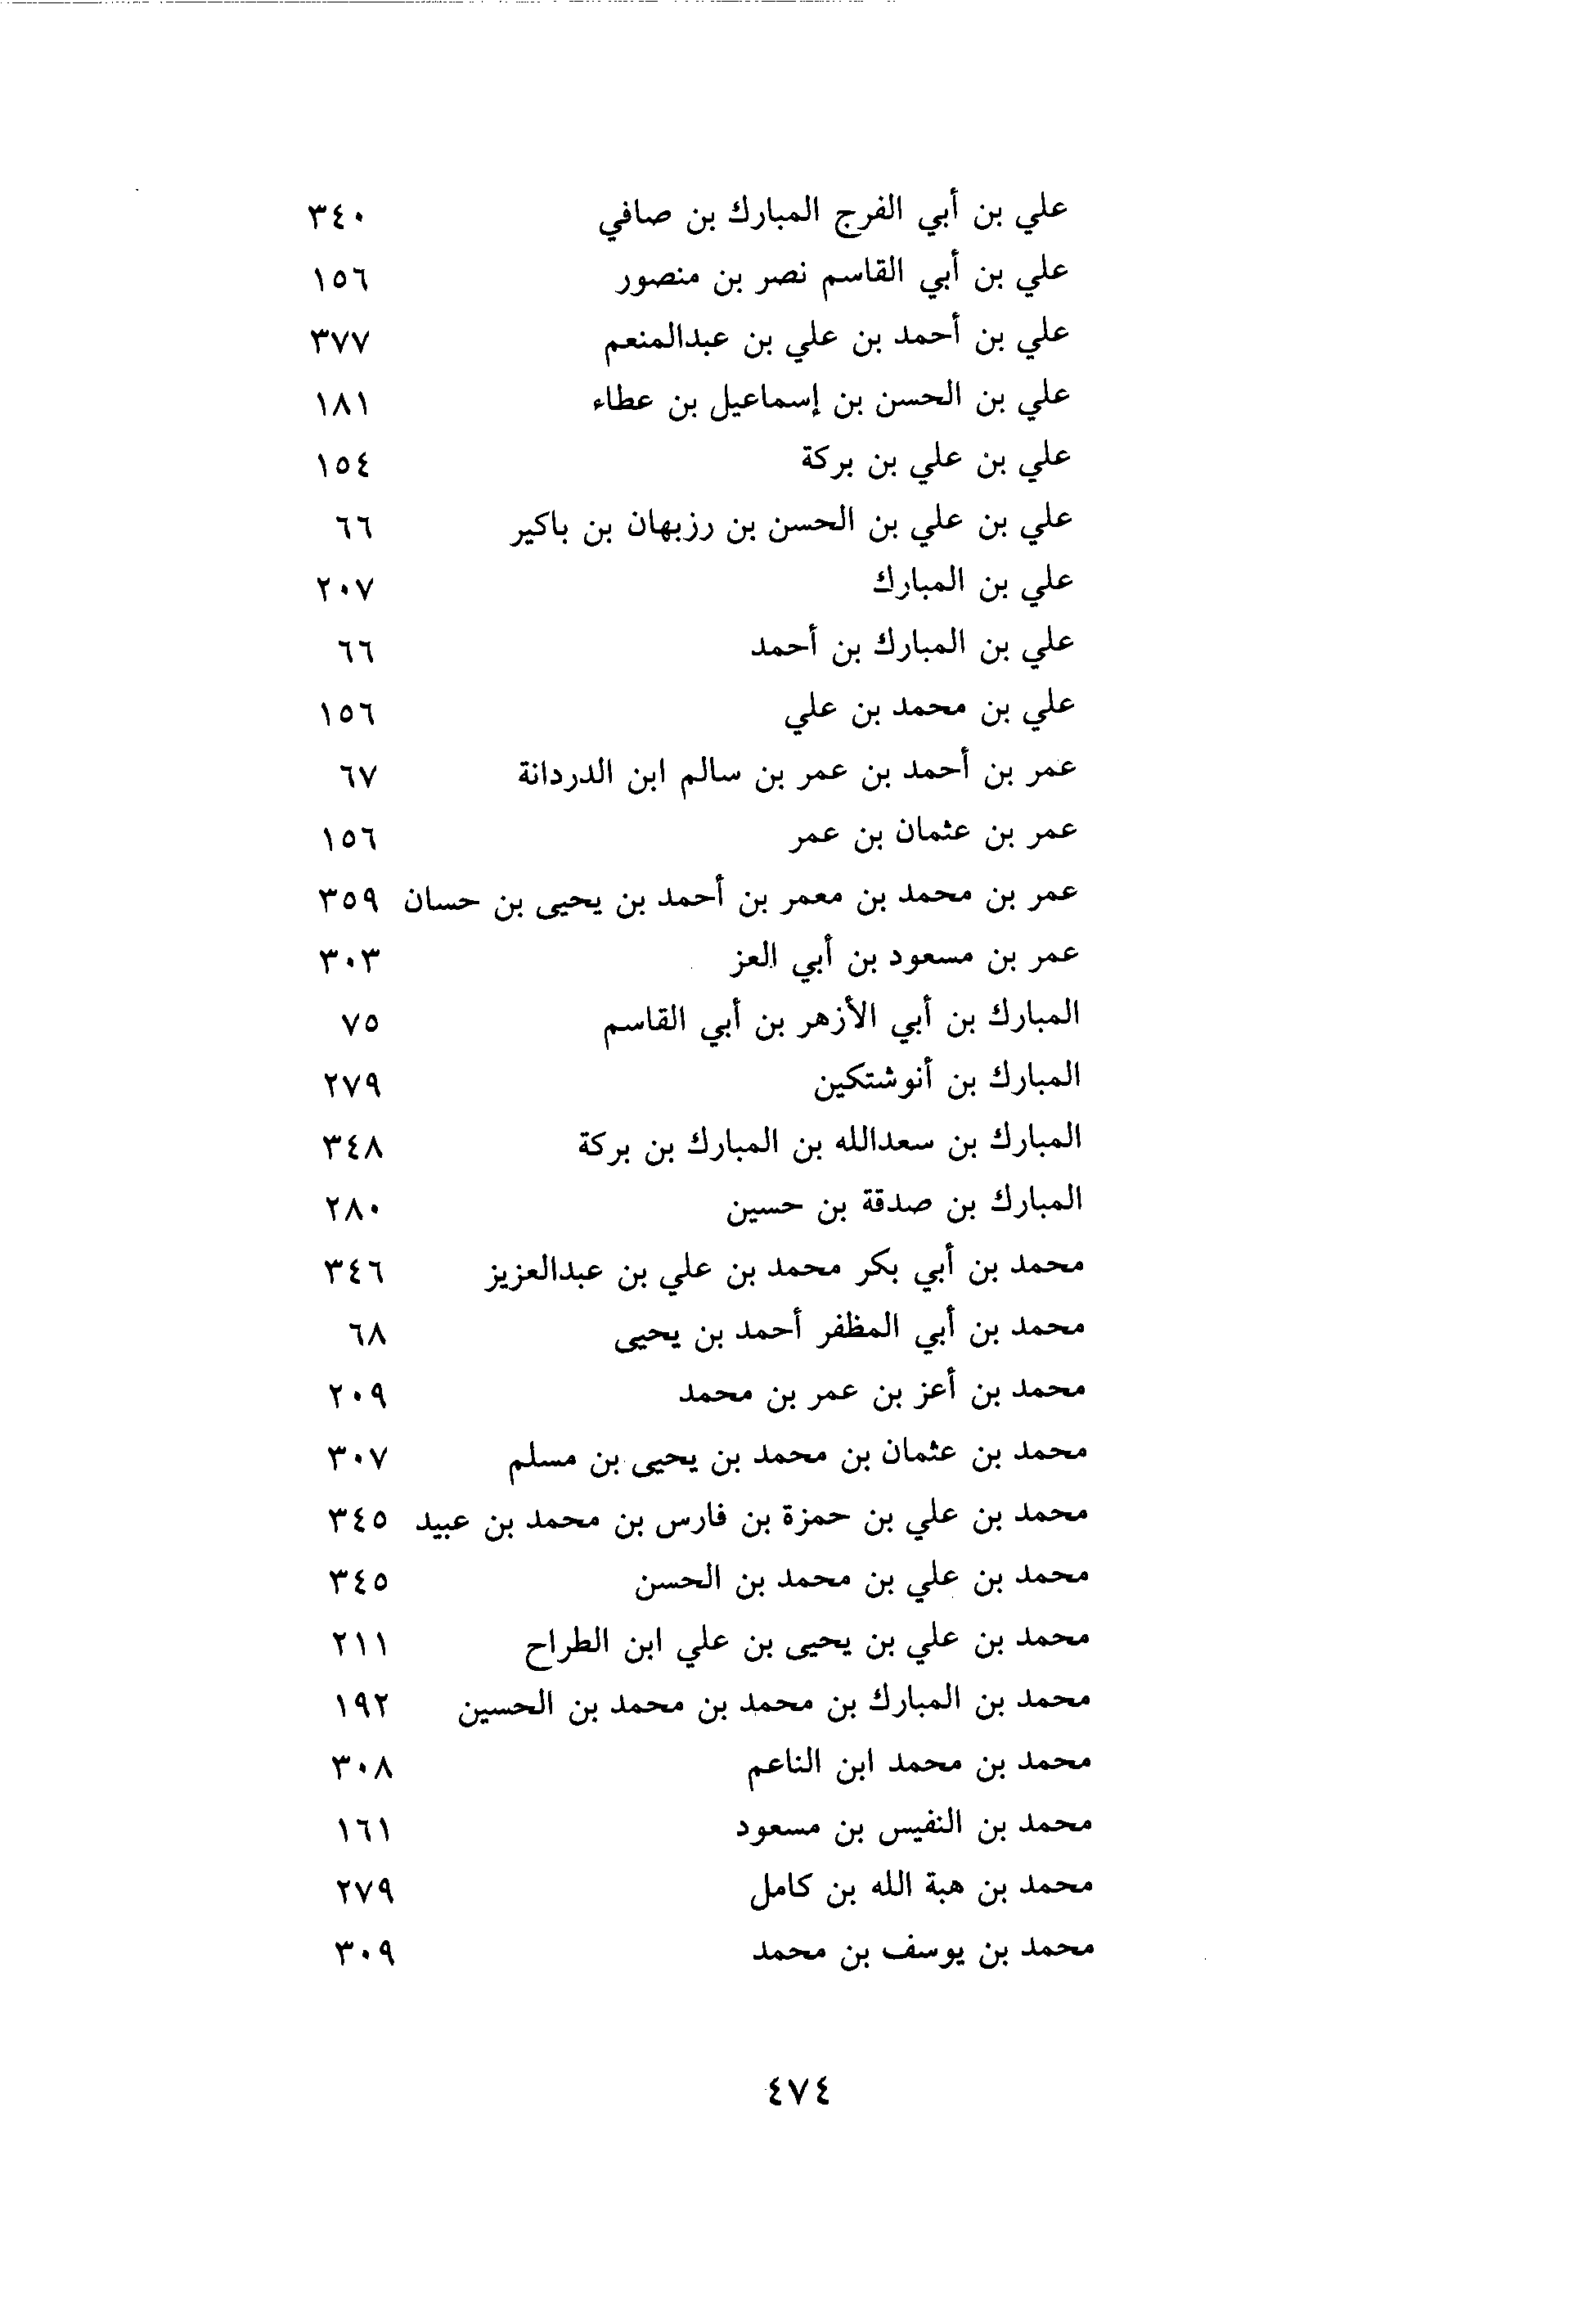 علي بن أبي الفرج المبارك بن صافي ٣٤٠
علي بن أبي القاسم نصر بن منصور ١٥٦
علي بن أحمد بن علي بن عبدالمنعم ٣٧٧
علي بن الحسن بن إسماعيل بن عطاء ١٨١
علي بن علي بن بركة ١٥٤
علي بن علي بن الحسن بن رزبهان بن باكير ٦٦
علي بن المبارك ٢٠٧
علي بن المبارك بن أحمد ٦٦
علي بن محمد بن علي ١٥٦
عمر بن أحمد بن عمر بن سالم ابن الدردانة ٦٧
عمر بن عثمان بن عمر ١٥٦
عمر بن محمد بن معمر بن أحمد بن يحيى بن حسان ٣٥٩
عمر بن مسعود بن أبي العز ٣٠٣
المبارك بن أبي الأزهر بن أبي القاسم ٧٥
المبارك بن أنوشتكين ٢٧٩
المبارك بن سعدالله بن المبارك بن بركة ٣٤٨
المبارك بن صدقة بن حسين ٢٨٠
محمد بن أبي بكر محمد بن علي بن عبدالعزيز ٣٤٦
محمد بن أبي المظفر أحمد بن يحيى ٦٨
محمد بن أعز بن عمر بن محمد ٢٠٩
محمد بن عثمان بن محمد بن يحيى بن مسلم ٣٠٧
محمد بن علي بن حمزة بن فارس بن محمد بن عبيد ٣٤٥
محمد بن علي بن محمد بن الحسن ٣٤٥
محمد بن علي بن يحيى بن علي ابن الطراح ٢١١
محمد بن المبارك بن محمد بن محمد بن الحسين ١٩٢
محمد بن محمد ابن الناعم ٣٠٨
محمد بن النفيس بن مسعود ١٦١
محمد بن هبة الله بن كامل ٢٧٩
محمد بن يوسف بن محمد ٣٠٩
٤٧٤